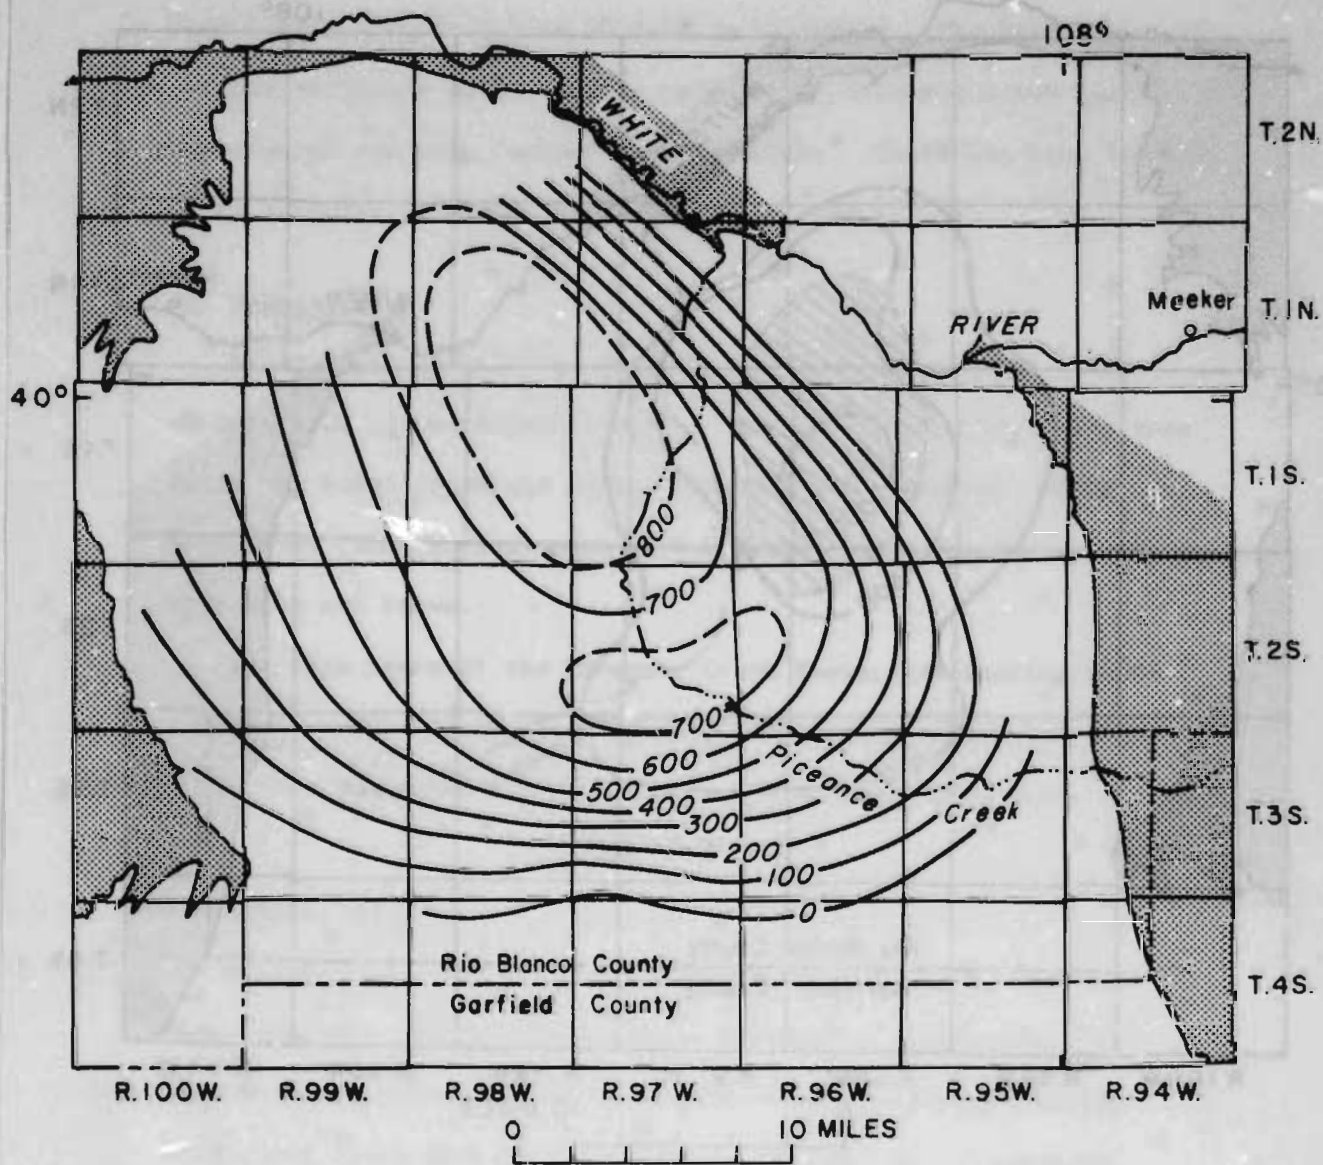 108°
WHITE
T.2N.
RIVER
Meeker
T.1N.
40°
T.1S.
800
700
T.2S.
700
600
Piceance
500
400
300
Creek
T.3S.
200
100
0
Rio Blanco County
Garfield County
T.4S.
R.100W. R.99W. R.98W. R.97W. R.96W. R.95W. R.94W.
0 10 MILES